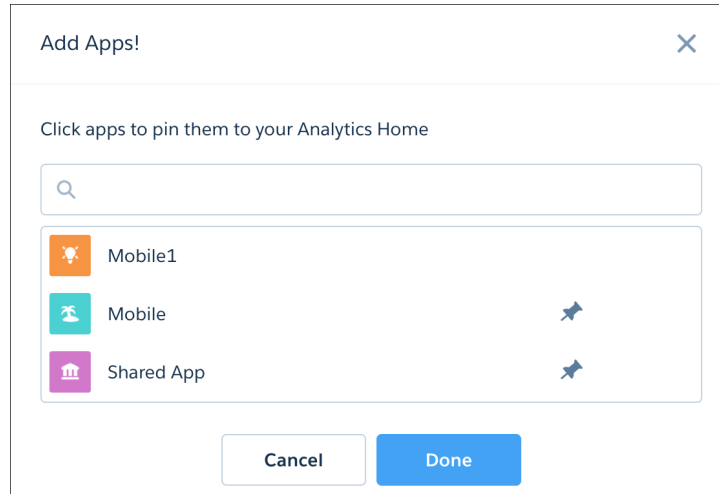 Add Apps!
Click apps to pin them to your Analytics Home
Mobile1
Mobile
Shared App
Cancel
Done